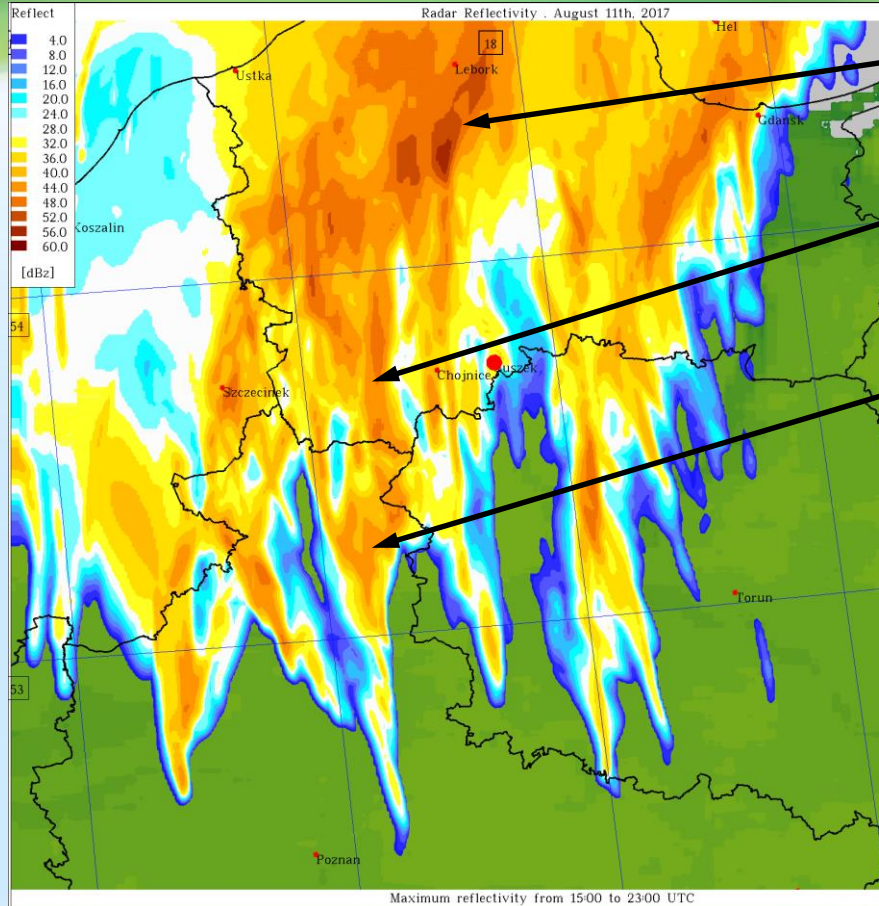 Reflect
Radar Reflectivity . August 11th, 2017
4.0
8.0
12.0
16.0
20.0
24.0
28.0
32.0
36.0
40.0
44.0
48.0
52.0
56.0
60.0
[dBz]
18
Hel
Ustka
Lebork
Gdansk
Koszalin
54
Chojnice
uszek
Szczecinek
Torun
53
Poznan
Maximum reflectivity from 15:00 to 23:00 UTC